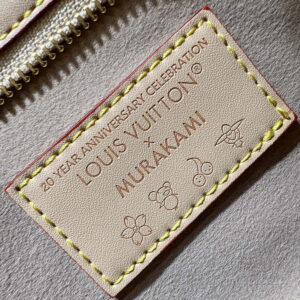 20 YEAR ANNIVERSARY CELEBRATION
LOUIS VUITTON®
×
MURAKAMI